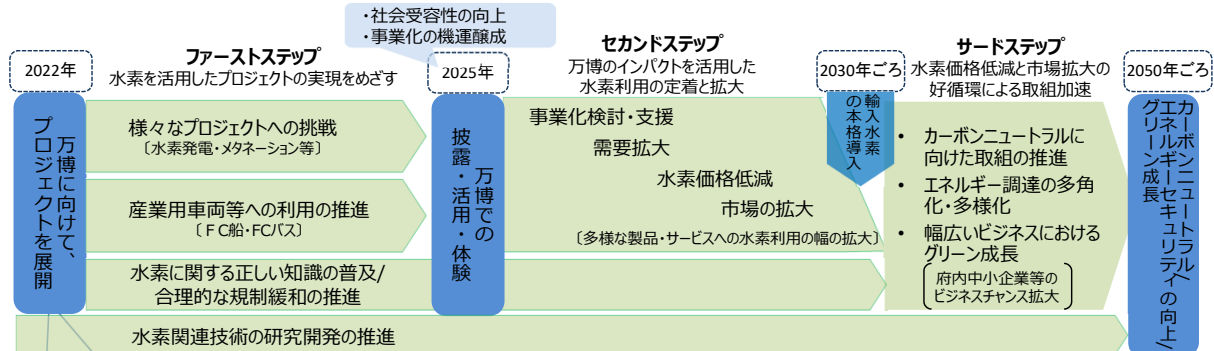 ・社会受容性の向上
・事業化の機運醸成
2022年
ファーストステップ
水素を活用したプロジェクトの実現をめざす
2025年
セカンドステップ
万博のインパクトを活用した
水素利用の定着と拡大
2030年ごろ
サードステップ
水素価格低減と市場拡大の
好循環による取組加速
2050年ごろ
万博に向けて、
プロジェクトを展開
様々なプロジェクトへの挑戦
〔水素発電・メタネーション等〕
産業用車両等への利用の推進
〔ＦＣ船・FCバス〕
水素に関する正しい知識の普及/
合理的な規制緩和の推進
水素関連技術の研究開発の推進
万博での
披露・活用・体験
事業化検討・支援
需要拡大
水素価格低減
市場の拡大
〔多様な製品・サービスへの水素利用の幅の拡大〕
輸入水素
の本格導入
• カーボンニュートラルに
向けた取組の推進
• エネルギー調達の多角
化・多様化
• 幅広いビジネスにおける
グリーン成長
府内中小企業等の
ビジネスチャンス拡大
カーボンニュートラル/
エネルギーセキュリティの向上/
グリーン成長